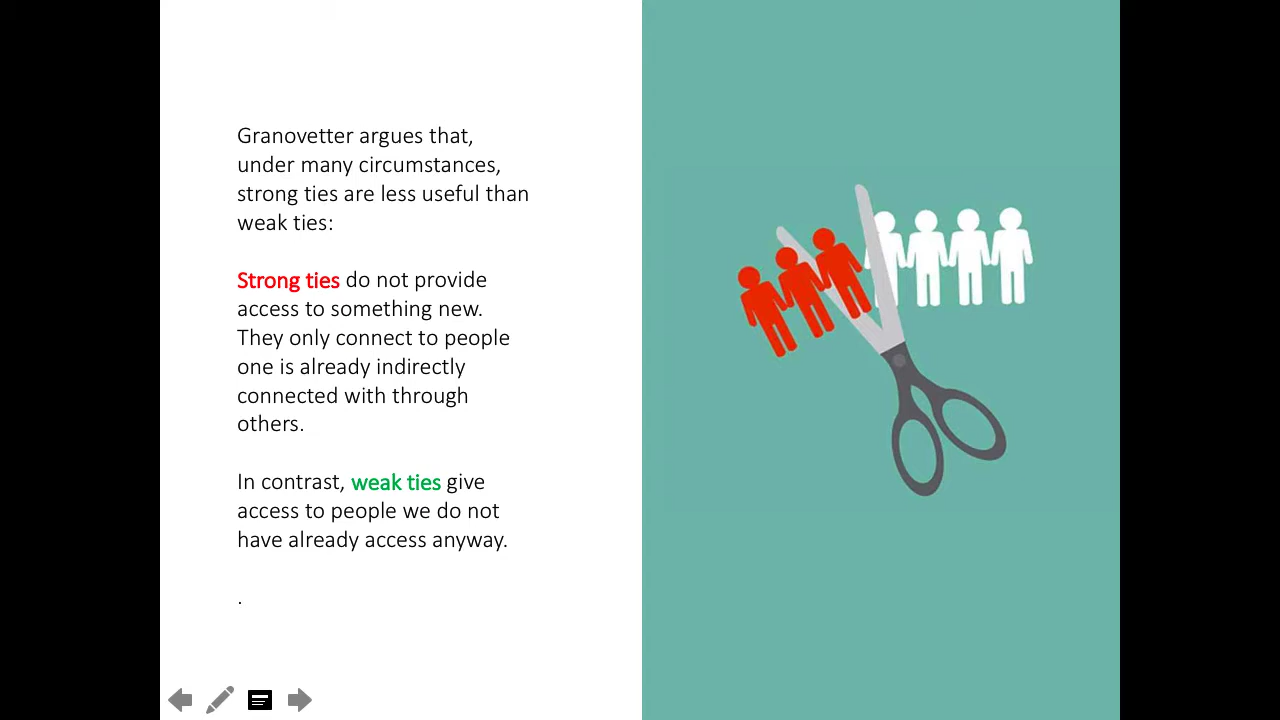 Granovetter argues that,
under many circumstances,
strong ties are less useful than
weak ties:
Strong ties do not provide
access to something new.
They only connect to people
one is already indirectly
connected with through
others.
In contrast, weak ties give
access to people we do not
have already access anyway.
.